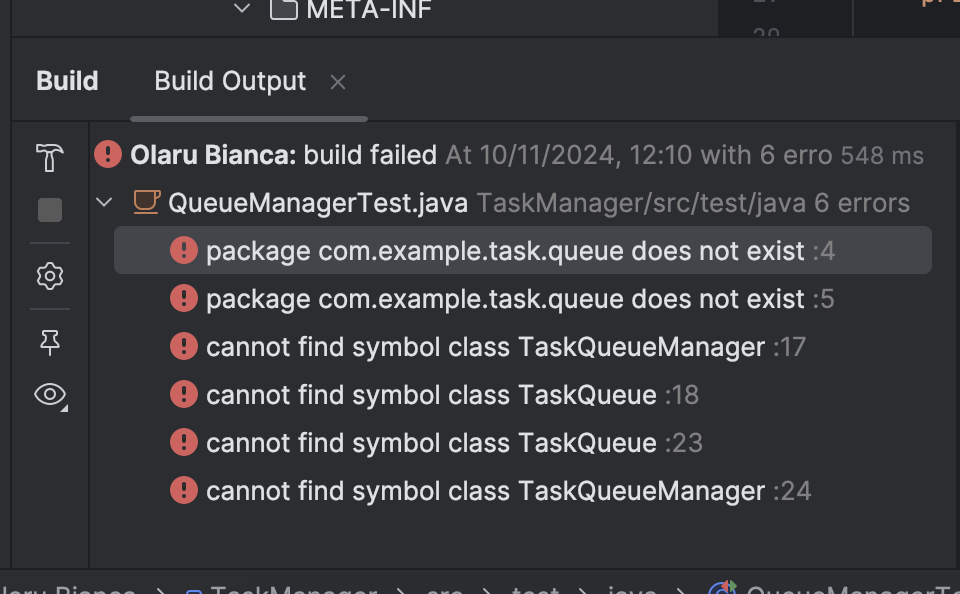 META-INF
Build Build Output
Olaru Bianca: build failed At 10/11/2024, 12:10 with 6 erro 548 ms
QueueManagerTest.java TaskManager/src/test/java 6 errors
package com.example.task.queue does not exist :4
package com.example.task.queue does not exist :5
cannot find symbol class TaskQueueManager :17
cannot find symbol class TaskQueue :18
cannot find symbol class TaskQueue :23
cannot find symbol class TaskQueueManager :24
laru Bianca > TaskManager > src > test > java > QueueManagerTe